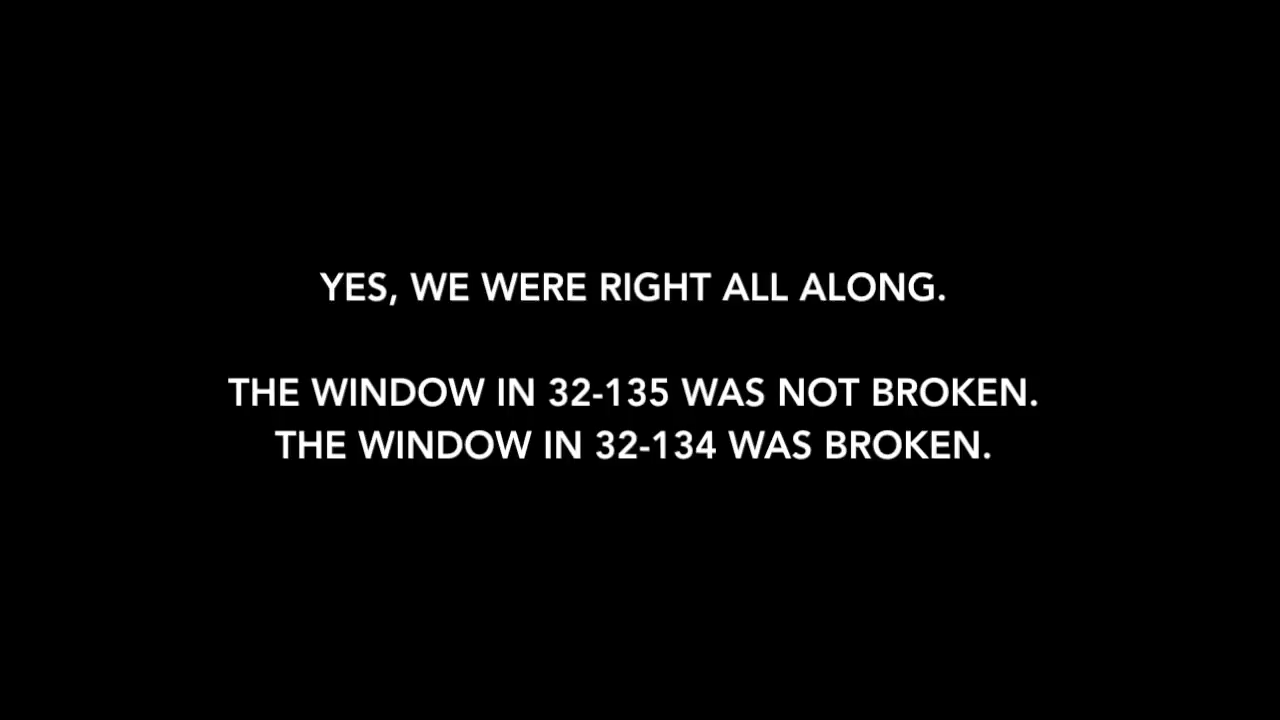 YES, WE WERE RIGHT ALL ALONG.
THE WINDOW IN 32-135 WAS NOT BROKEN.
THE WINDOW IN 32-134 WAS BROKEN.